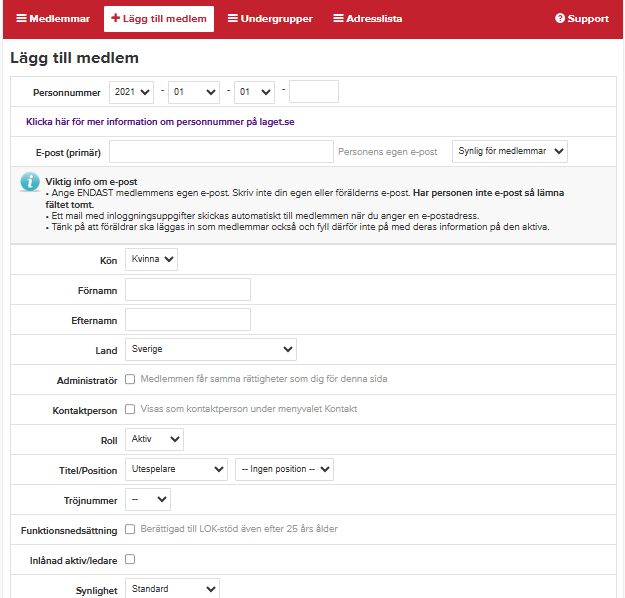 Medlemmar Lägg till medlem Undergrupper Adresslista Support
Lägg till medlem
Personnummer 2021 - 01 - 01 -
Klicka här för mer information om personnummer på laget.se
E-post (primär) Personens egen e-post Synlig för medlemmar
Viktig info om e-post
• Ange ENDAST medlemmens egen e-post. Skriv inte din egen eller förälderns e-post. Har personen inte e-post så lämna
fältet tomt.
• Ett mail med inloggningsuppgifter skickas automatiskt till medlemmen när du anger en e-postadress.
• Tänk på att föräldrar ska läggas in som medlemmar också och fyll därför inte på med deras information på den aktiva.
Kön Kvinna
Förnamn
Efternamn
Land Sverige
Administratör Medlemmen får samma rättigheter som dig för denna sida
Kontaktperson Visas som kontaktperson under menyvalet Kontakt
Roll Aktiv
Titel/Position Utespelare -- Ingen position --
Tröjnummer --
Funktionsnedsättning Berättigad till LOK-stöd även efter 25 års ålder
Inlånad aktiv/ledare
Synlighet Standard